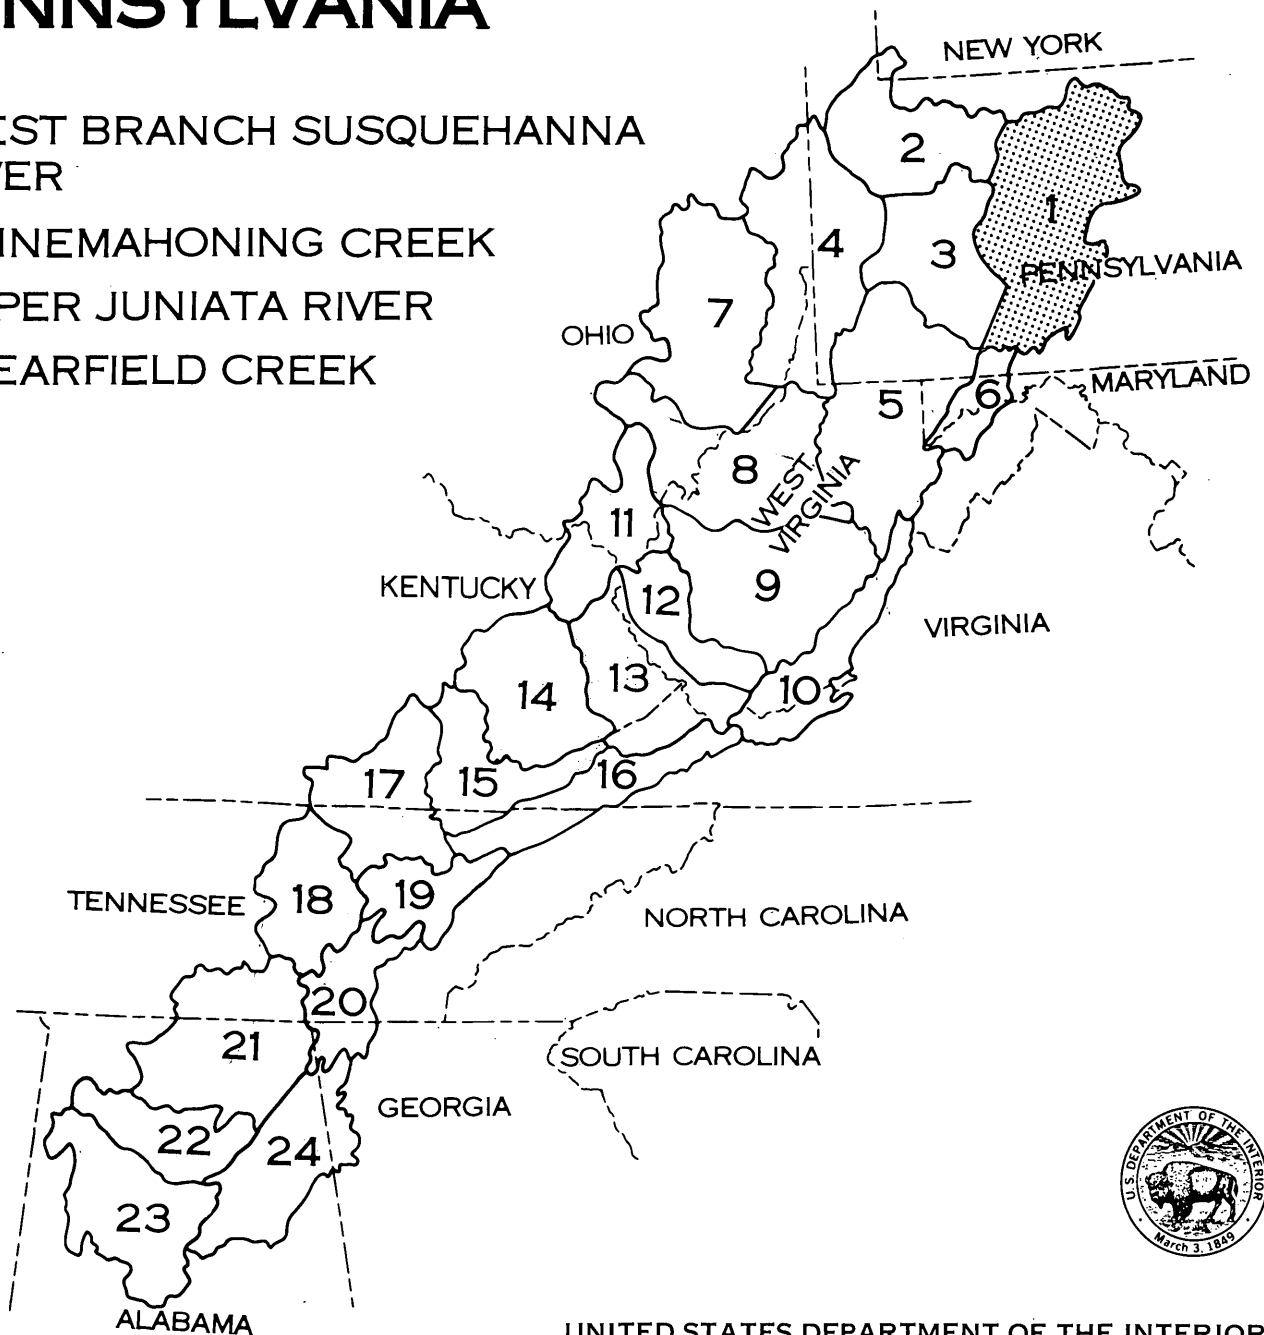 NNSYLVANIA
EST BRANCH SUSQUEHANNA
VER
INEMAHONING CREEK
PER JUNIATA RIVER
EARFIELD CREEK
NEW YORK
2
1
4
3
PENNSYLVANIA
7
OHIO
MARYLAND
5
6
8
WEST
VIRGINIA
11
KENTUCKY
12
9
VIRGINIA
13
14
10
17
15
16
TENNESSEE
18
19
NORTH CAROLINA
20
21
SOUTH CAROLINA
GEORGIA
22
24
23
U.S. DEPARTMENT OF THE INTERIOR
March 3, 1849
ALABAMA
UNITED STATES DEPARTMENT OF THE INTERIOR